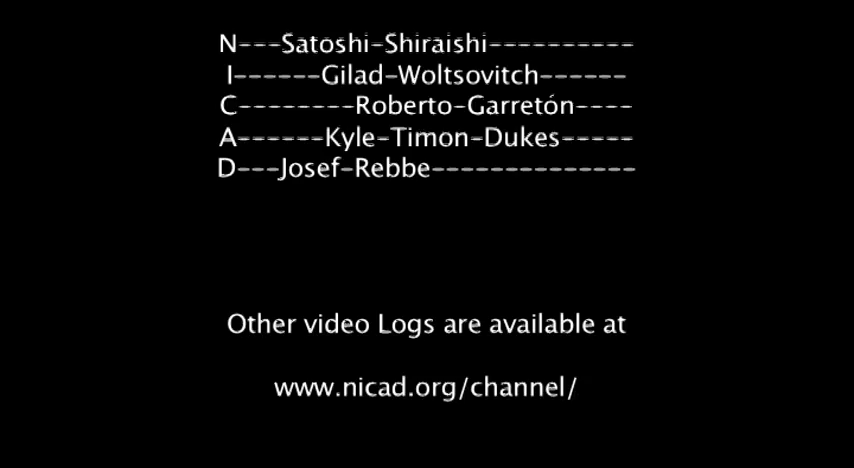 N---Satoshi-Shiraishi----------
I------Gilad-Woltsovitch------
C--------Roberto-Garretón----
A------Kyle-Timon-Dukes-----
D---Josef-Rebbe--------------
Other video Logs are available at
www.nicad.org/channel/